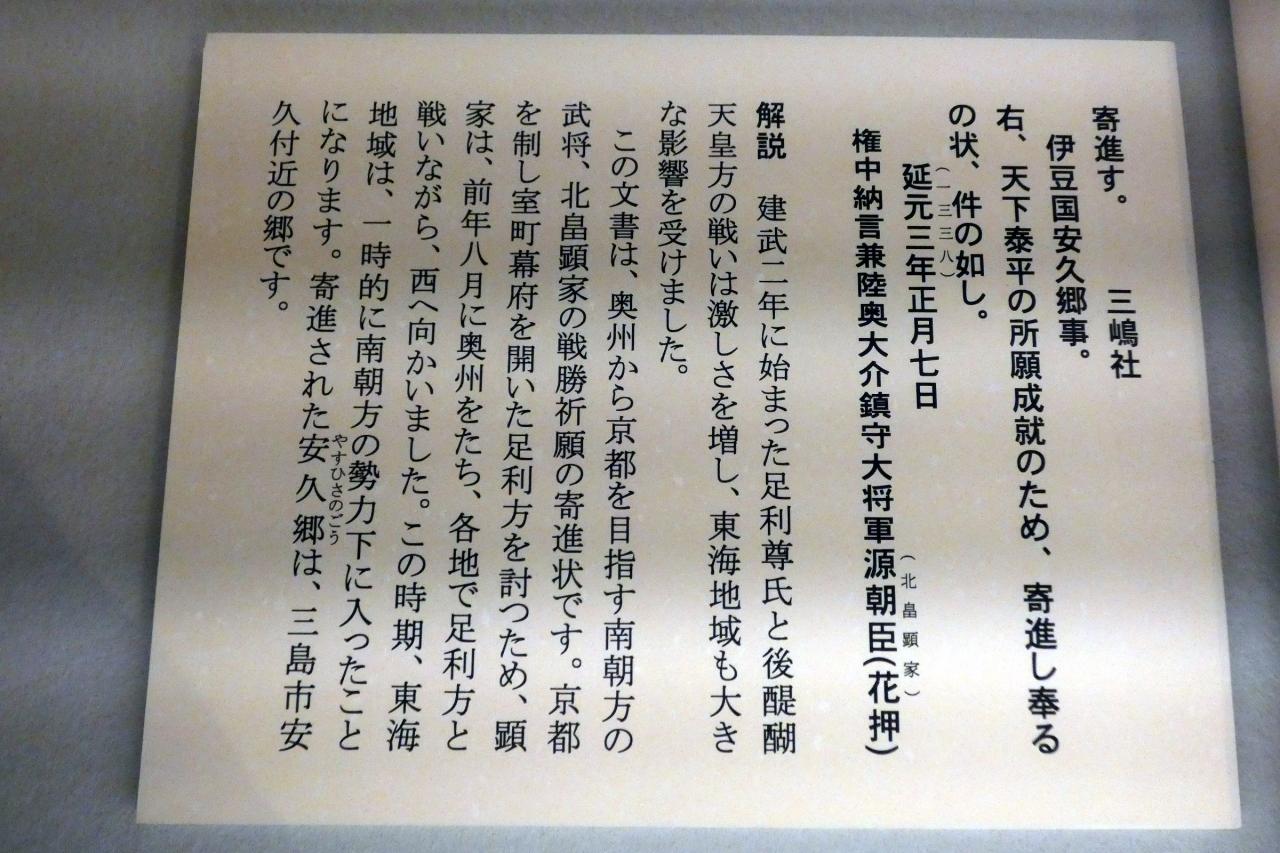 寄進す。　　三嶋社
伊豆国安久郷事。
右、天下泰平の所願成就のため、寄進し奉る
の状、件の如し。
（一三三八）
延元三年正月七日
（北畠顕家）
権中納言兼陸奥大介鎮守大将軍源朝臣（花押）
解説　建武二年に始まった足利尊氏と後醍醐
天皇方の戦いは激しさを増し、東海地域も大き
な影響を受けました。
この文書は、奥州から京都を目指す南朝方の
武将、北畠顕家の戦勝祈願の寄進状です。京都
を制し室町幕府を開いた足利方を討つため、顕
家は、前年八月に奥州をたち、各地で足利方と
戦いながら、西へ向かいました。この時期、東海
地域は、一時的に南朝方の勢力下に入ったこと
やすひさのごう
になります。寄進された安久郷は、三島市安
久付近の郷です。